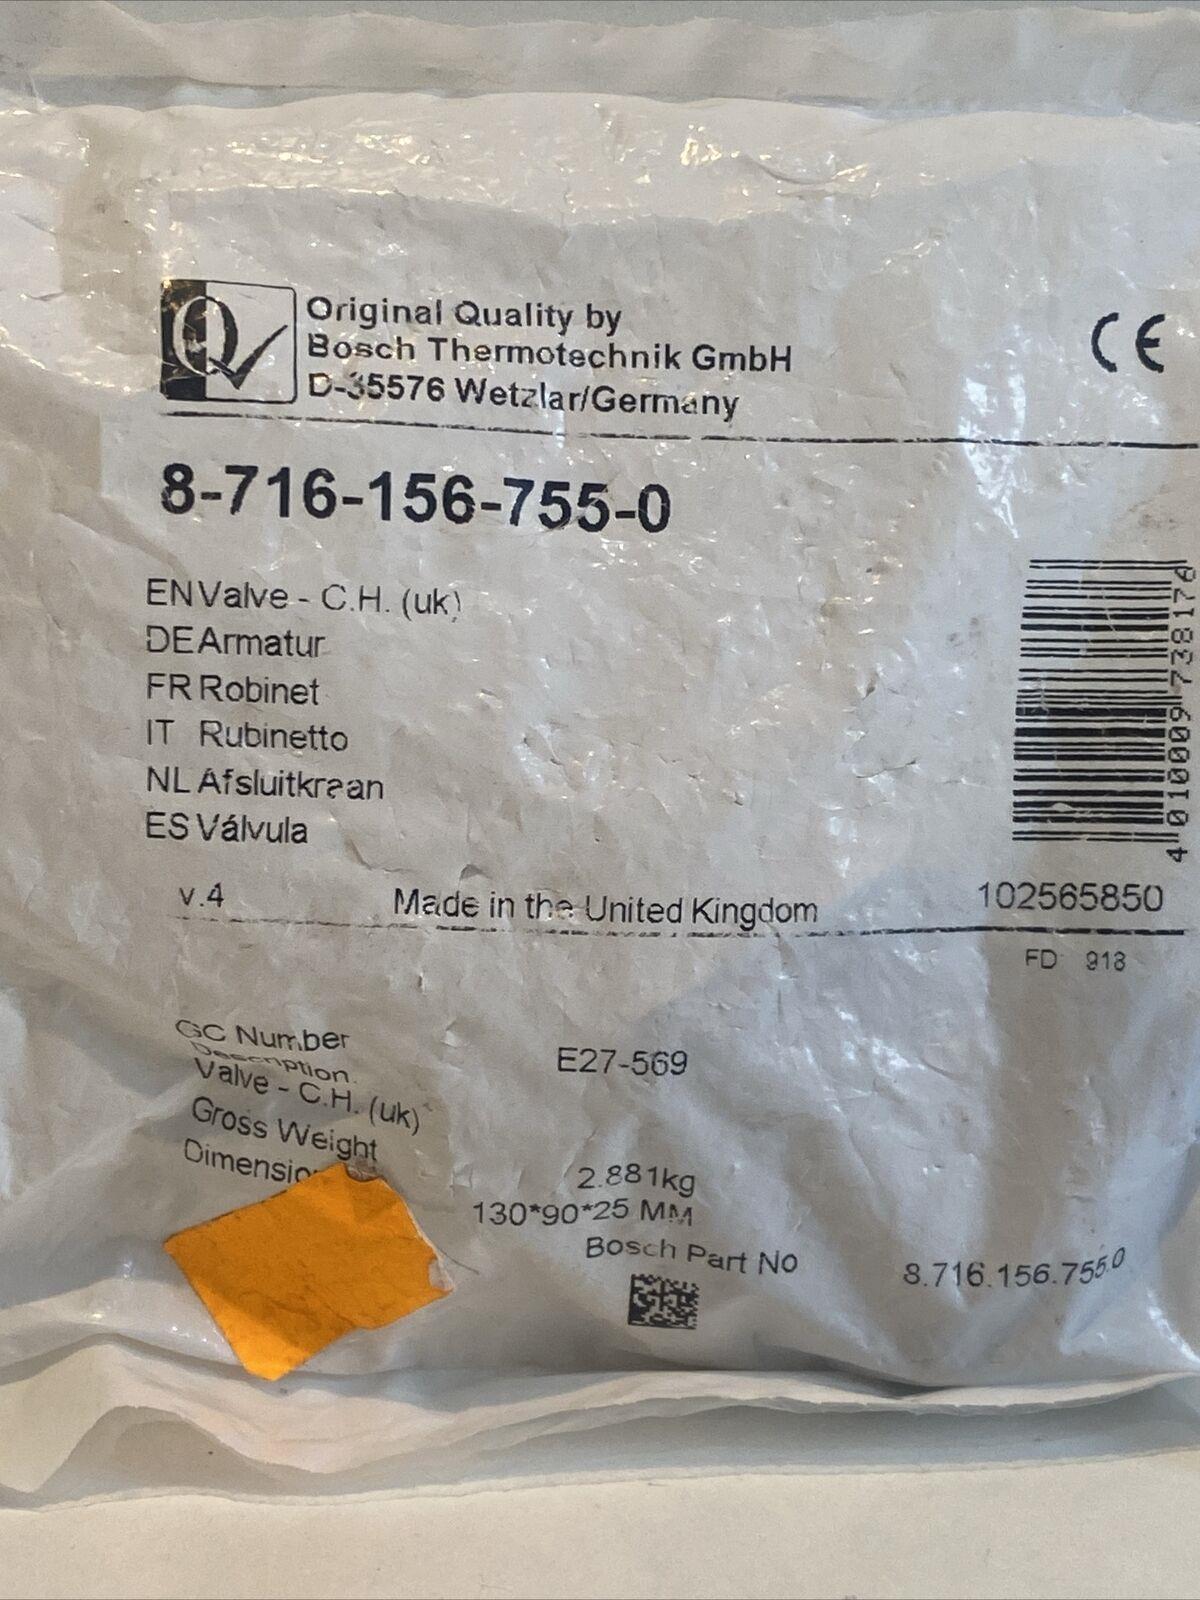 Q
Original Quality by
Bosch Thermotechnik GmbH
D-35576 Wetzlar/Germany
CE
8-716-156-755-0
EN Valve - C.H. (uk)
DE Armatur
FR Robinet
IT Rubinetto
NL Afsluitkraan
ES Válvula
4 010009 738176
v.4 Made in the United Kingdom 102565850
FD 918
GC Number E27-569
Description
Valve - C.H. (uk)
Gross Weight 2.881kg
130*90*25 MM
Bosch Part No 8.716.156.755.0